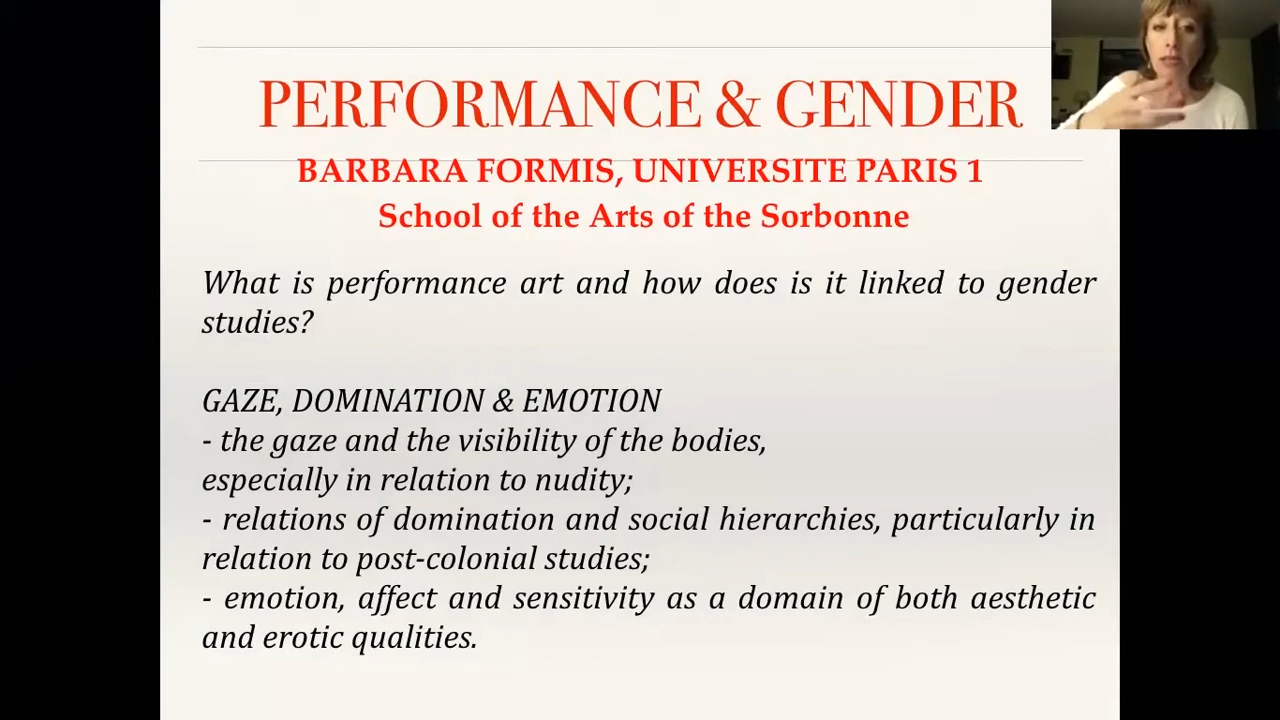 PERFORMANCE & GENDER
BARBARA FORMIS, UNIVERSITE PARIS 1
School of the Arts of the Sorbonne
What is performance art and how does is it linked to gender
studies?
GAZE, DOMINATION & EMOTION
- the gaze and the visibility of the bodies,
especially in relation to nudity;
- relations of domination and social hierarchies, particularly in
relation to post-colonial studies;
- emotion, affect and sensitivity as a domain of both aesthetic
and erotic qualities.